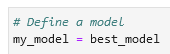 # Define a model
my_model = best_model